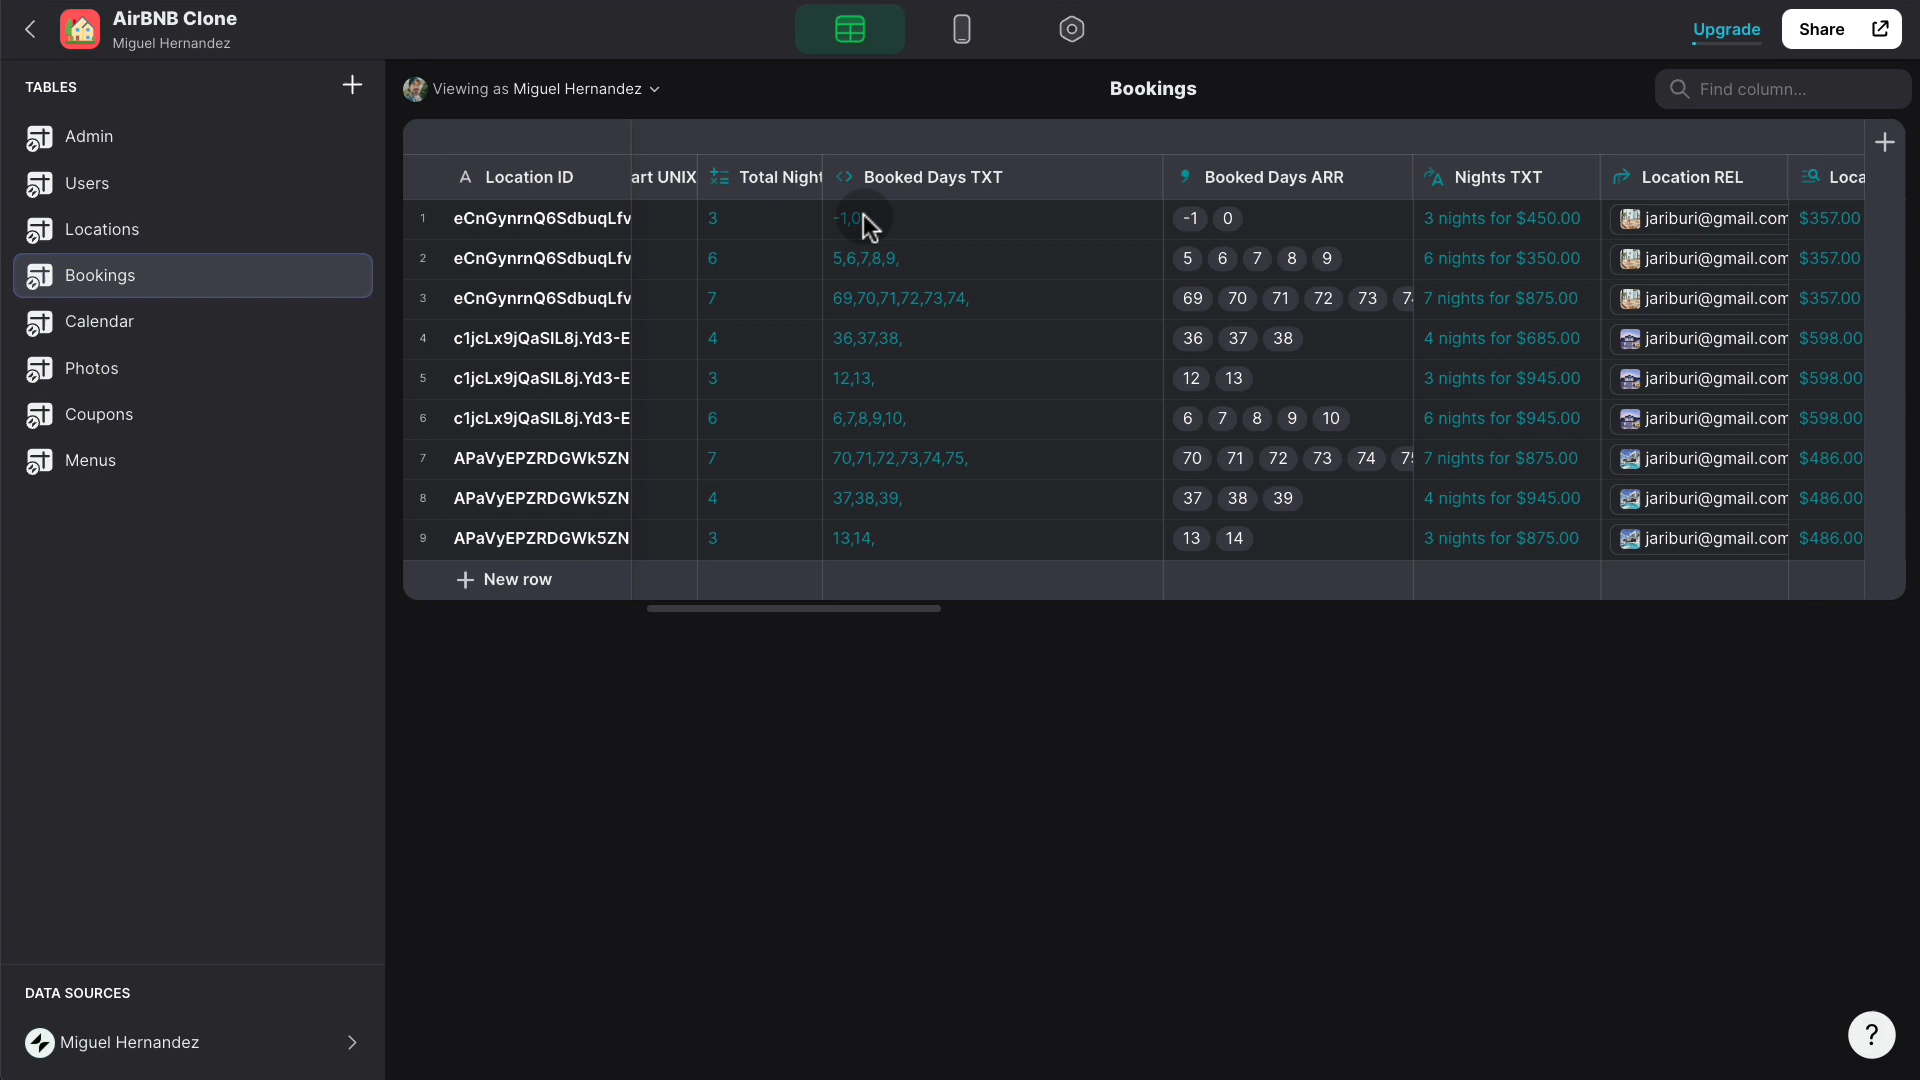 AirBNB Clone
Miguel Hernandez
Upgrade
Share
TABLES
Admin
Users
Locations
Bookings
Calendar
Photos
Coupons
Menus
DATA SOURCES
Miguel Hernandez
Viewing as Miguel Hernandez
Bookings
Find column...
Location ID art UNIX Total Night Booked Days TXT Booked Days ARR Nights TXT Location REL Loca
1 eCnGynrnQ6SdbuqLfv 3 -1,0 -1 0 3 nights for $450.00 jariburi@gmail.com $357.00
2 eCnGynrnQ6SdbuqLfv 6 5,6,7,8,9, 5 6 7 8 9 6 nights for $350.00 jariburi@gmail.com $357.00
3 eCnGynrnQ6SdbuqLfv 7 69,70,71,72,73,74, 69 70 71 72 73 7 nights for $875.00 jariburi@gmail.com $357.00
4 c1jcLx9jQaSIL8j.Yd3-E 4 36,37,38, 36 37 38 4 nights for $685.00 jariburi@gmail.com $598.00
5 c1jcLx9jQaSIL8j.Yd3-E 3 12,13, 12 13 3 nights for $945.00 jariburi@gmail.com $598.00
6 c1jcLx9jQaSIL8j.Yd3-E 6 6,7,8,9,10, 6 7 8 9 10 6 nights for $945.00 jariburi@gmail.com $598.00
7 APaVyEPZRDGWk5ZN 7 70,71,72,73,74,75, 70 71 72 73 74 7 nights for $875.00 jariburi@gmail.com $486.00
8 APaVyEPZRDGWk5ZN 4 37,38,39, 37 38 39 4 nights for $945.00 jariburi@gmail.com $486.00
9 APaVyEPZRDGWk5ZN 3 13,14, 13 14 3 nights for $875.00 jariburi@gmail.com $486.00
New row
?